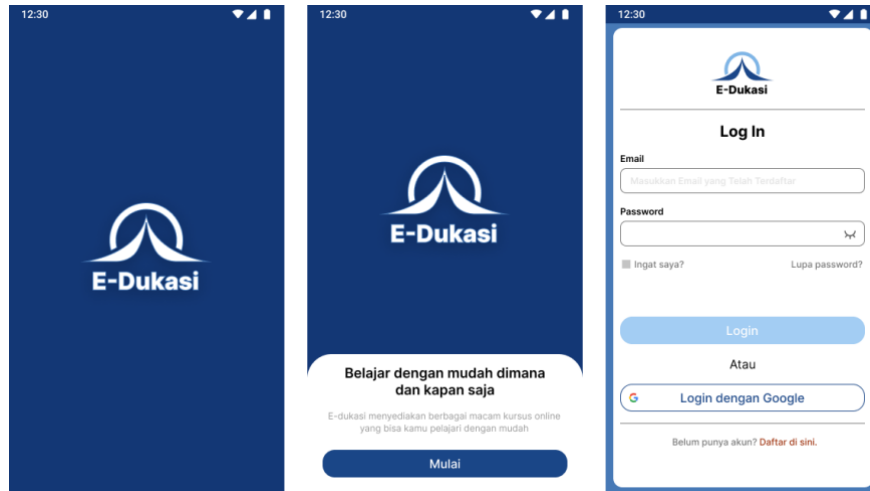 12:30
E-Dukasi
12:30
E-Dukasi
Belajar dengan mudah dimana
dan kapan saja
E-dukasi menyediakan berbagai macam kursus online
yang bisa kamu pelajari dengan mudah
Mulai
12:30
E-Dukasi
Log In
Email
Masukkan Email yang Telah Terdaftar
Password
Ingat saya? Lupa password?
Login
Atau
G Login dengan Google
Belum punya akun? Daftar di sini.